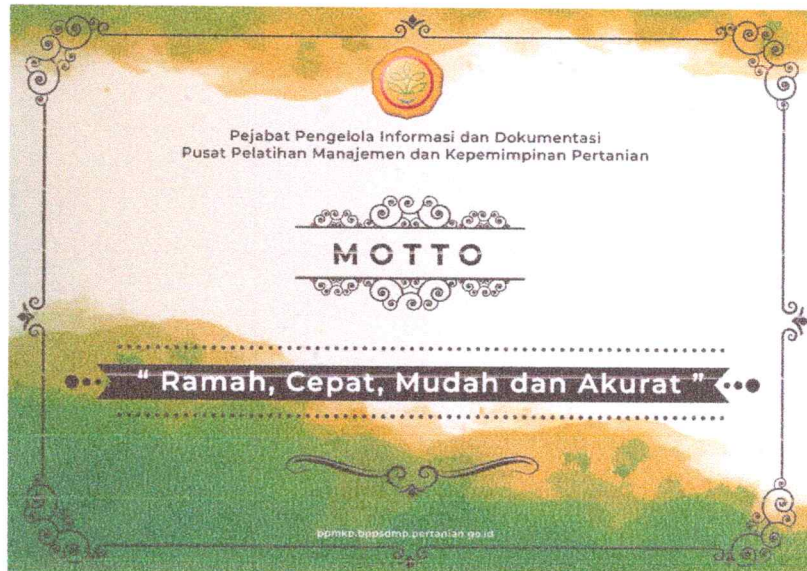 Pejabat Pengelola Informasi dan Dokumentasi
Pusat Pelatihan Manajemen dan Kepemimpinan Pertanian
MOTTO
“ Ramah, Cepat, Mudah dan Akurat ”
ppmkp.bppsdmp.pertanian.go.id